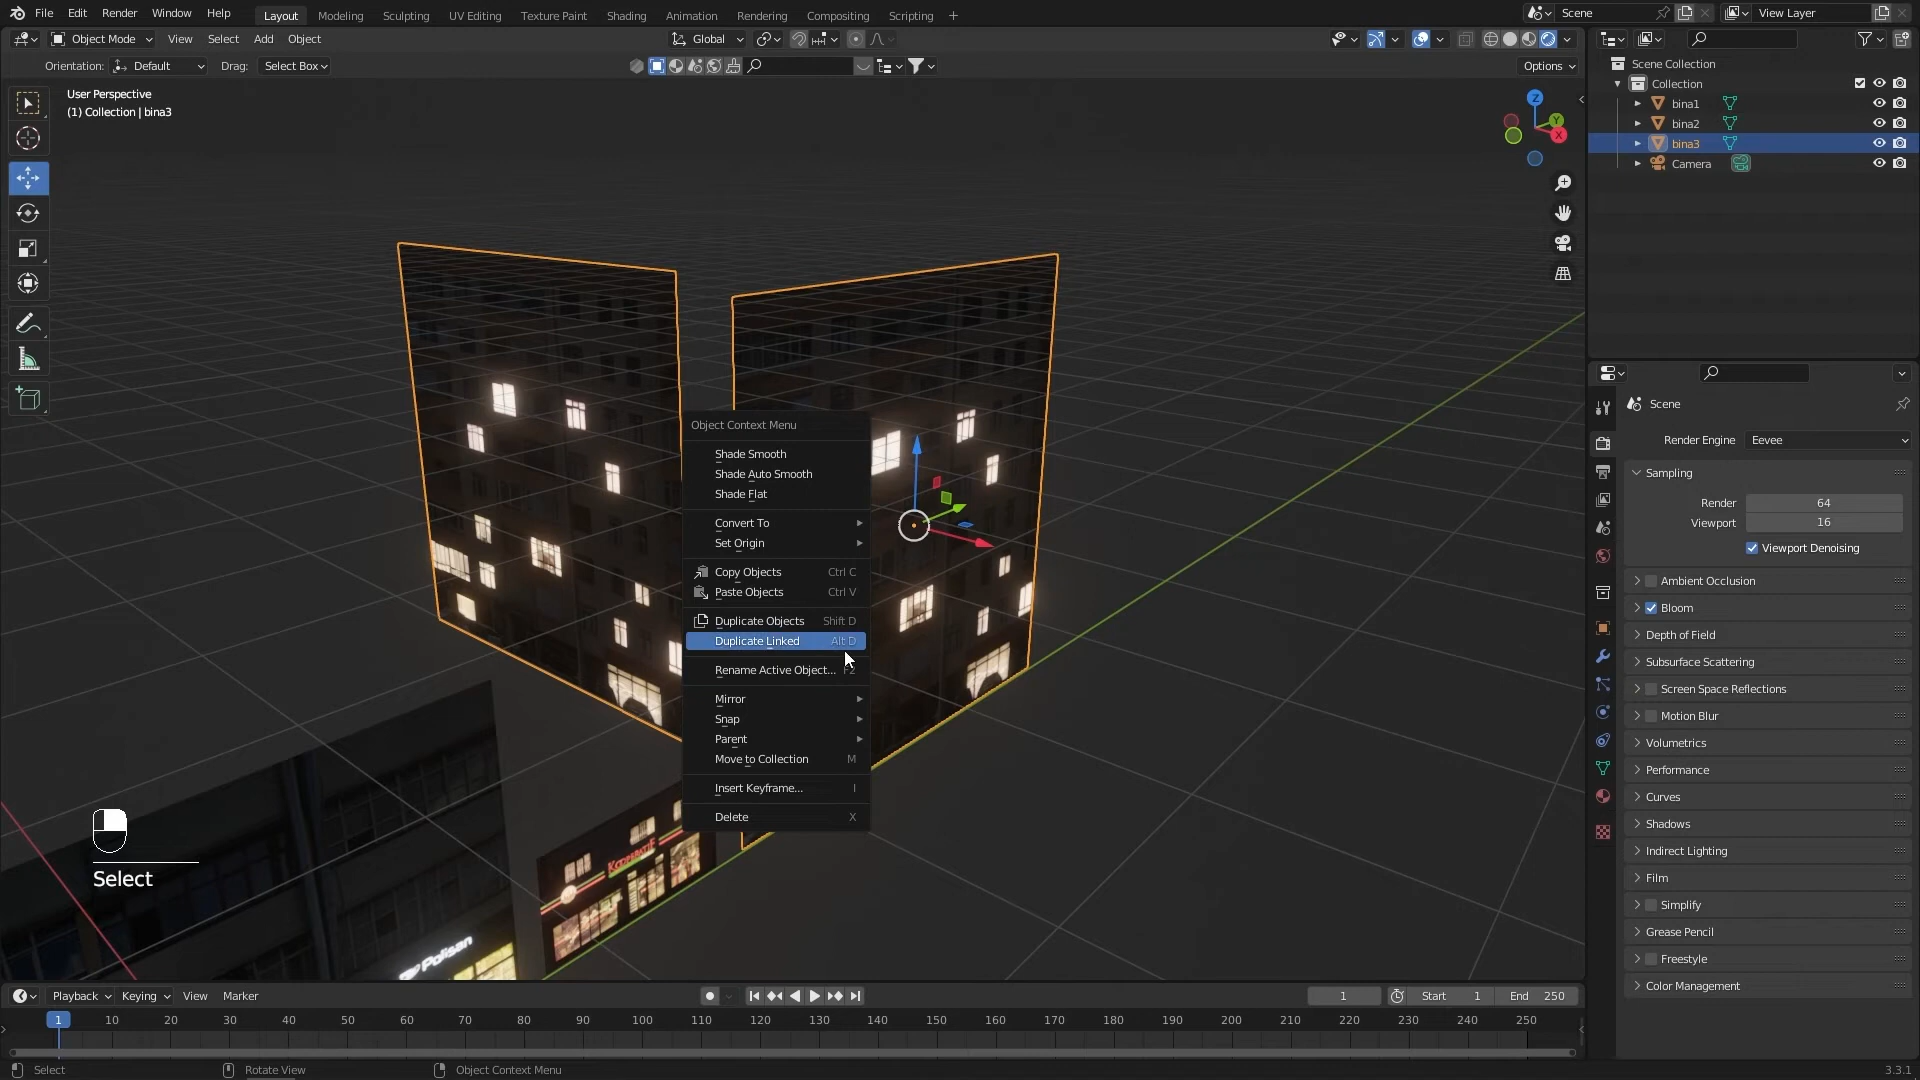 File Edit Render Window Help Layout Modeling Sculpting UV Editing Texture Paint Shading Animation Rendering Compositing Scripting + Scene View Layer
Object Mode View Select Add Object Global
Orientation: Default Drag: Select Box Options
User Perspective
(1) Collection | bina3
Z
Y
X
Scene Collection
Collection
bina1
bina2
bina3
Camera
Object Context Menu
Shade Smooth
Shade Auto Smooth
Shade Flat
Convert To
Set Origin
Copy Objects Ctrl C
Paste Objects Ctrl V
Duplicate Objects Shift D
Duplicate Linked Alt D
Rename Active Object... F2
Mirror
Snap
Parent
Move to Collection M
Insert Keyframe... I
Delete X
Polisan
Select
Scene
Render Engine Eevee
Sampling
Render 64
Viewport 16
Viewport Denoising
Ambient Occlusion
Bloom
Depth of Field
Subsurface Scattering
Screen Space Reflections
Motion Blur
Volumetrics
Performance
Curves
Shadows
Indirect Lighting
Film
Simplify
Grease Pencil
Freestyle
Color Management
Playback Keying View Marker 1 Start 1 End 250
1 10 20 30 40 50 60 70 80 90 100 110 120 130 140 150 160 170 180 190 200 210 220 230 240 250
Select Rotate View Object Context Menu 3.3.1